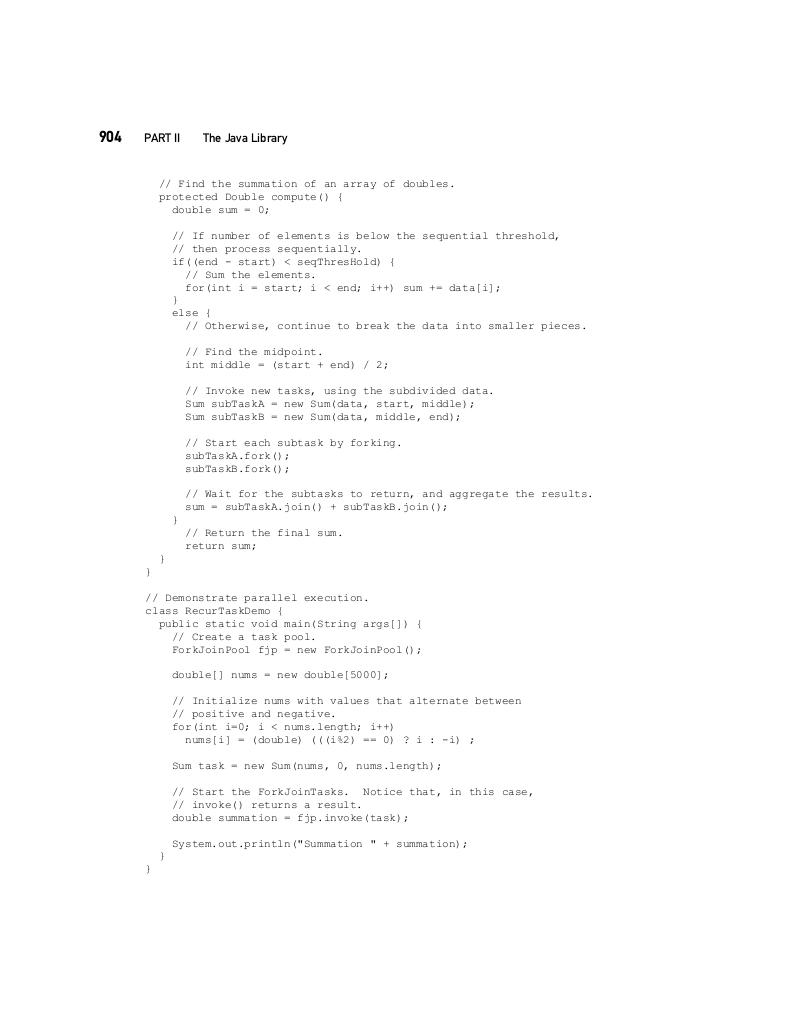 904 PART II The Java Library
// Find the summation of an array of doubles.
protected Double compute() {
double sum = 0;
// If number of elements is below the sequential threshold,
// then process sequentially.
if((end - start) < seqThresHold) {
// Sum the elements.
for(int i = start; i < end; i++) sum += data[i];
}
else {
// Otherwise, continue to break the data into smaller pieces.
// Find the midpoint.
int middle = (start + end) / 2;
// Invoke new tasks, using the subdivided data.
Sum subTaskA = new Sum(data, start, middle);
Sum subTaskB = new Sum(data, middle, end);
// Start each subtask by forking.
subTaskA.fork();
subTaskB.fork();
// Wait for the subtasks to return, and aggregate the results.
sum = subTaskA.join() + subTaskB.join();
}
// Return the final sum.
return sum;
}
}
// Demonstrate parallel execution.
class RecurTaskDemo {
public static void main(String args[]) {
// Create a task pool.
ForkJoinPool fjp = new ForkJoinPool();
double[] nums = new double[5000];
// Initialize nums with values that alternate between
// positive and negative.
for(int i=0; i < nums.length; i++)
nums[i] = (double) (((i%2) == 0) ? i : -i) ;
Sum task = new Sum(nums, 0, nums.length);
// Start the ForkJoinTasks. Notice that, in this case,
// invoke() returns a result.
double summation = fjp.invoke(task);
System.out.println("Summation " + summation);
}
}